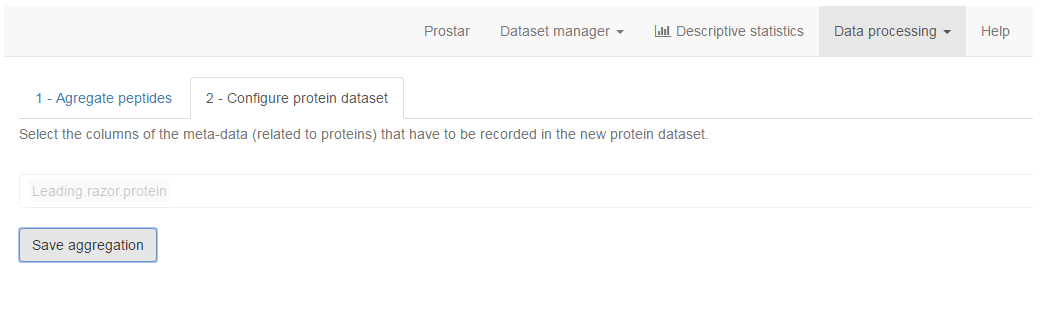 Prostar Dataset manager Descriptive statistics Data processing Help
1 - Agregate peptides 2 - Configure protein dataset
Select the columns of the meta-data (related to proteins) that have to be recorded in the new protein dataset.
Leading.razor.protein
Save aggregation